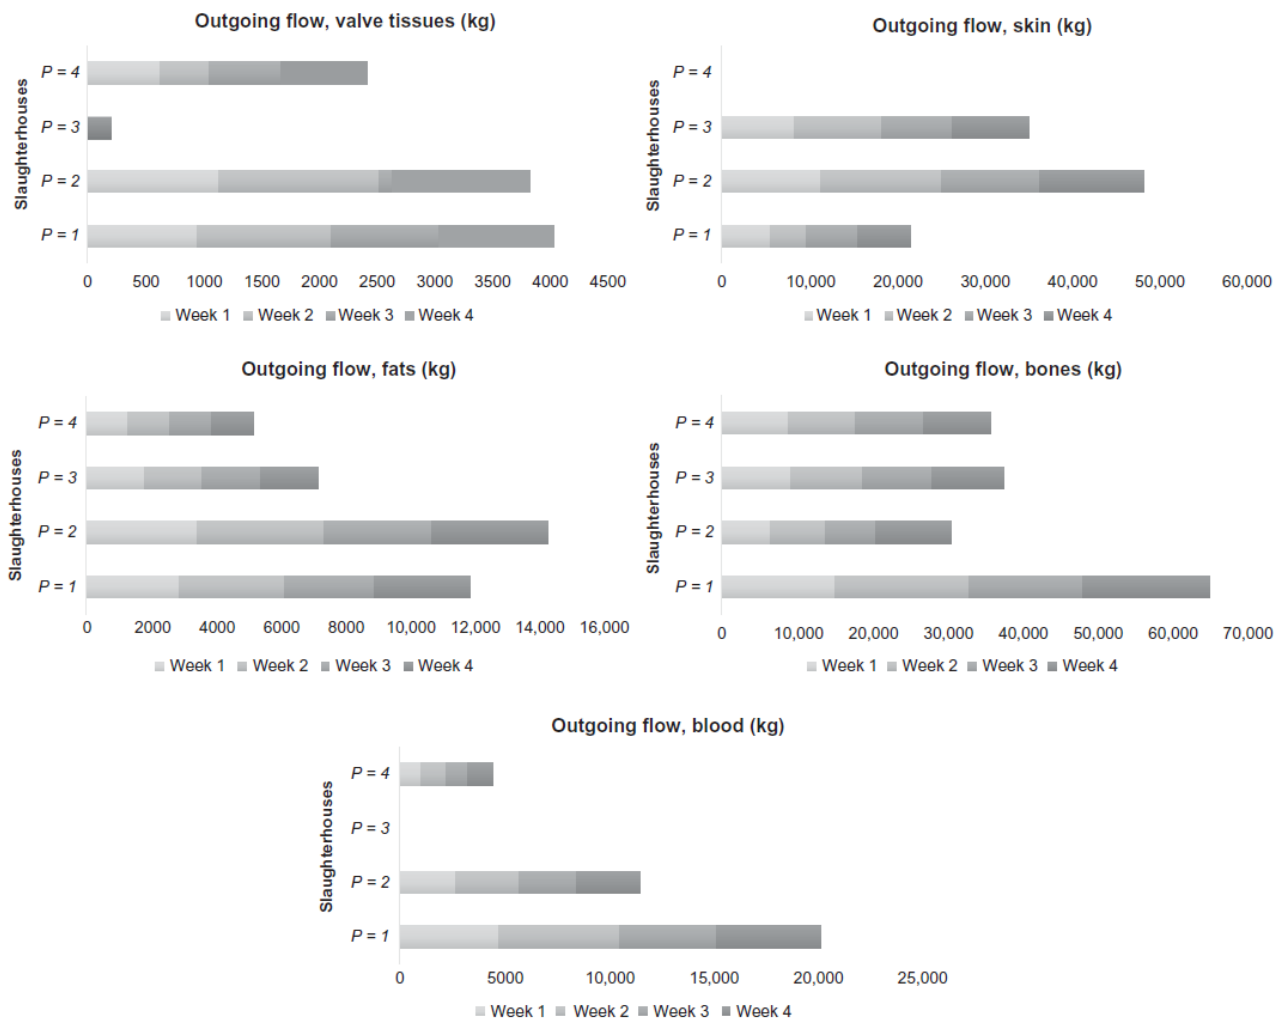 Outgoing flow, valve tissues (kg)
Slaughterhouses
P = 4
P = 3
P = 2
P = 1
0 500 1000 1500 2000 2500 3000 3500 4000 4500
Week 1 Week 2 Week 3 Week 4
Outgoing flow, skin (kg)
Slaughterhouses
P = 4
P = 3
P = 2
P = 1
0 10,000 20,000 30,000 40,000 50,000 60,000
Week 1 Week 2 Week 3 Week 4
Outgoing flow, fats (kg)
Slaughterhouses
P = 4
P = 3
P = 2
P = 1
0 2000 4000 6000 8000 10,000 12,000 14,000 16,000
Week 1 Week 2 Week 3 Week 4
Outgoing flow, bones (kg)
Slaughterhouses
P = 4
P = 3
P = 2
P = 1
0 10,000 20,000 30,000 40,000 50,000 60,000 70,000
Week 1 Week 2 Week 3 Week 4
Outgoing flow, blood (kg)
Slaughterhouses
P = 4
P = 3
P = 2
P = 1
0 5000 10,000 15,000 20,000 25,000
Week 1 Week 2 Week 3 Week 4